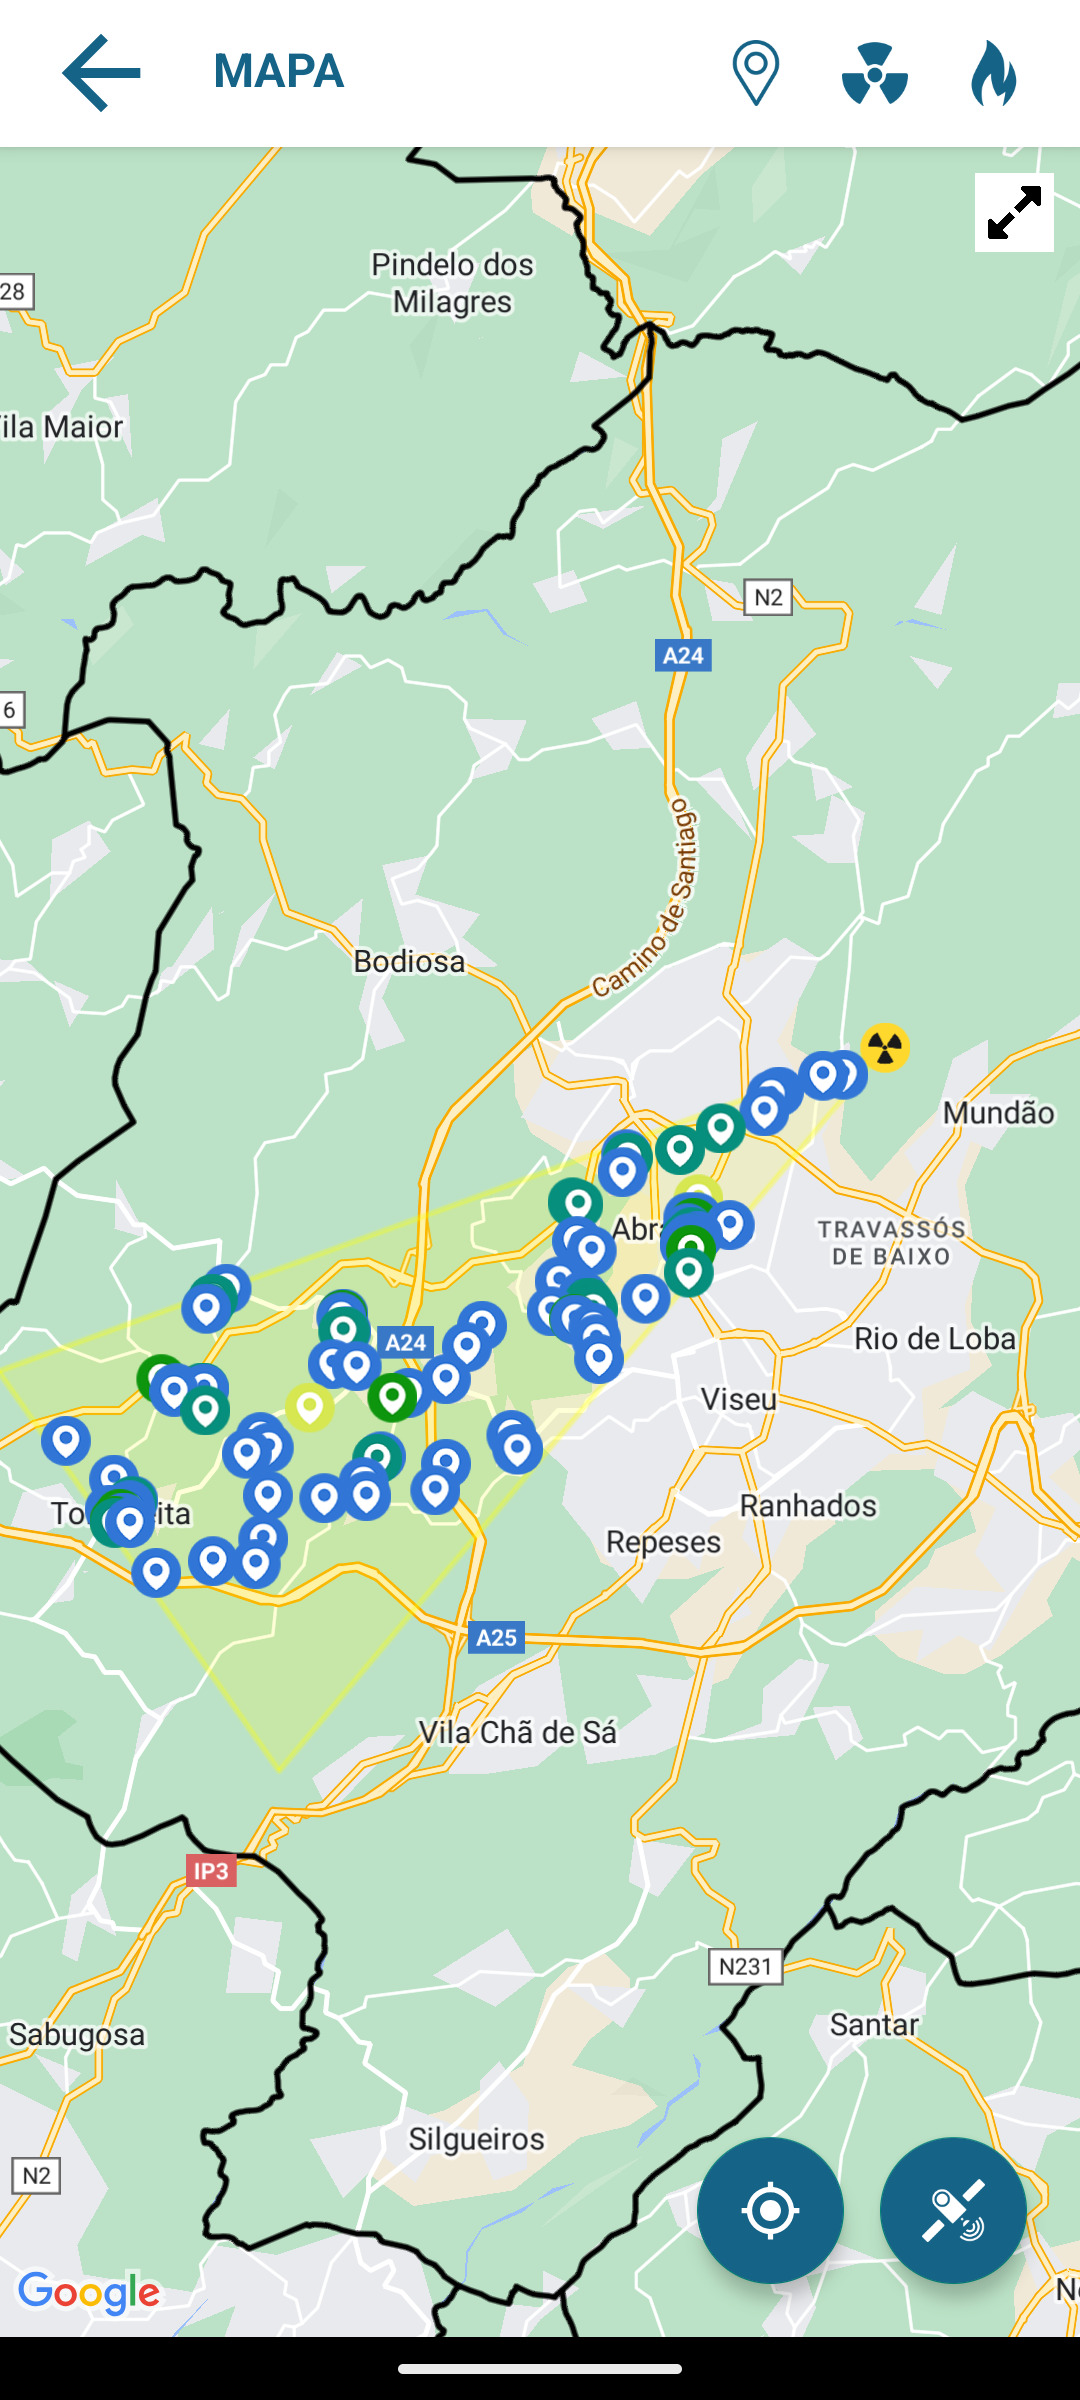 MAPA
Pindelo dos
Milagres
28
ila Maior
N2
A24
6
Camino de Santiago
Bodiosa
Mundão
Abra
TRAVASSÓS
DE BAIXO
A24
Rio de Loba
Viseu
Ranhados
To ita
Repeses
A25
Vila Chã de Sá
IP3
N231
Santar
Sabugosa
Silgueiros
N2
Google